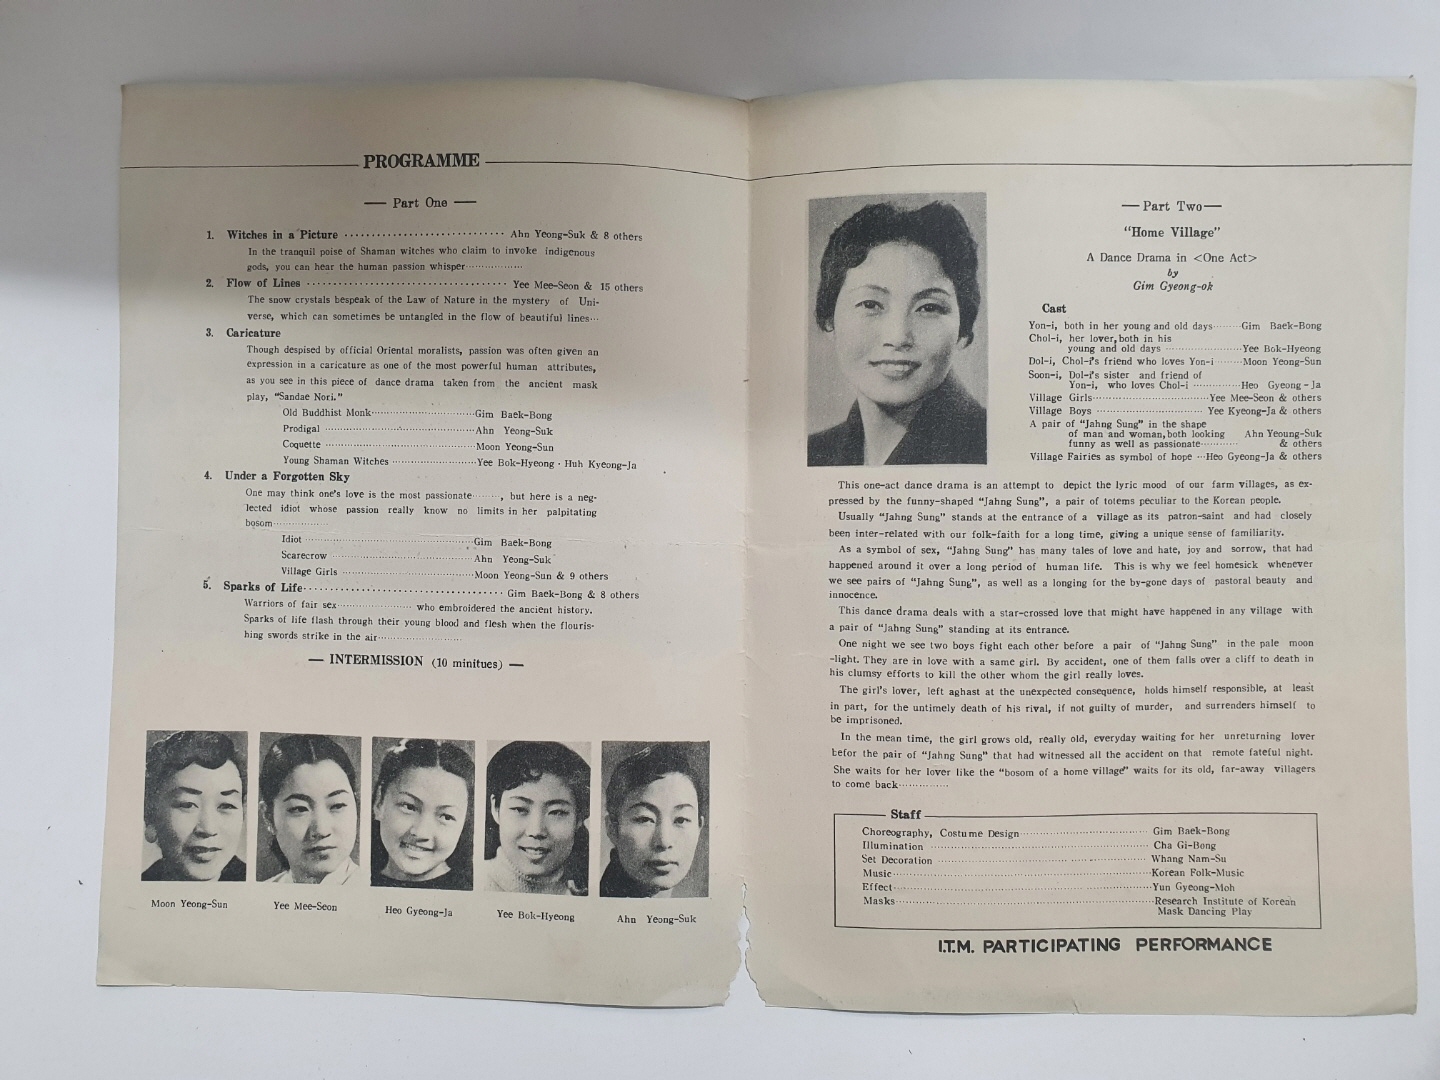 PROGRAMME
— Part One —
1. Witches in a Picture ............................ Ahn Yeong-Suk & 8 others
In the tranquil poise of Shaman witches who claim to invoke indigenous
gods, you can hear the human passion whisper..................
2. Flow of Lines ................................... Yee Mee-Seon & 15 others
The snow crystals bespeak of the Law of Nature in the mystery of Uni-
verse, which can sometimes be untangled in the flow of beautiful lines...
3. Caricature
Though despised by official Oriental moralists, passion was often given an
expression in a caricature as one of the most powerful human attributes,
as you see in this piece of dance drama taken from the ancient mask
play, "Sandae Nori."
Old Buddhist Monk..............................Gim Baek-Bong
Prodigal ............................................Ahn Yeong-Suk
Coquette ............................................Moon Yeong-Sun
Young Shaman Witches .........................Yee Bok-Hyeong · Huh Kyeong-Ja
4. Under a Forgotten Sky
One may think one's love is the most passionate........., but here is a neg-
lected idiot whose passion really know no limits in her palpitating
bosom..................
Idiot ..................................................Gim Baek-Bong
Scarecrow ..........................................Ahn Yeong-Suk
Village Girls .......................................Moon Yeong-Sun & 9 others
5. Sparks of Life................................... Gim Baek-Bong & 8 others
Warriors of fair sex........................ who embroidered the ancient history.
Sparks of life flash through their young blood and flesh when the flouris-
hing swords strike in the air...........................
— INTERMISSION (10 minitues) —
Moon Yeong-Sun
Yee Mee-Seon
Heo Gyeong-Ja
Yee Bok-Hyeong
Ahn Yeong-Suk
— Part Two —
"Home Village"
A Dance Drama in <One Act>
by
Gim Gyeong-ok
Cast
Yon-i, both in her young and old days.........Gim Baek-Bong
Chol-i, her lover, both in his
young and old days ........................Yee Bok-Hyeong
Dol-i, Chol-i's friend who loves Yon-i ........Moon Yeong-Sun
Soon-i, Dol-i's sister and friend of
Yon-i, who loves Chol-i ...............Heo Gyeong-Ja
Village Girls....................................Yee Mee-Seon & others
Village Boys ...................................Yee Kyeong-Ja & others
A pair of "Jahng Sung" in the shape
of man and woman, both looking Ahn Yeoung-Suk
funny as well as passionate............ & others
Village Fairies as symbol of hope ...Heo Gyeng-Ja & others
This one-act dance drama is an attempt to depict the lyric mood of our farm villages, as ex-
pressed by the funny-shaped "Jahng Sung", a pair of totems peculiar to the Korean people.
Usually "Jahng Sung" stands at the entrance of a village as its patron-saint and had closely
been inter-related with our folk-faith for a long time, giving a unique sense of familiarity.
As a symbol of sex, "Jahng Sung" has many tales of love and hate, joy and sorrow, that had
happened around it over a long period of human life. This is why we feel homesick whenever
we see pairs of "Jahng Sung", as well as a longing for the by-gone days of pastoral beauty and
innocence.
This dance drama deals with a star-crossed love that might have happened in any village with
a pair of "Jahng Sung" standing at its entrance.
One night we see two boys fight each other before a pair of "Jahng Sung" in the pale moon
-light. They are in love with a same girl. By accident, one of them falls over a cliff to death in
his clumsy efforts to kill the other whom the girl really loves.
The girl's lover, left aghast at the unexpected consequence, holds himself responsible, at least
in part, for the untimely death of his rival, if not guilty of murder, and surrenders himself to
be imprisoned.
In the mean time, the girl grows old, really old, everyday waiting for her unreturning lover
befor the pair of "Jahng Sung" that had witnessed all the accident on that remote fateful night.
She waits for her lover like the "bosom of a home village" waits for its old, far-away villagers
to come back...............
Staff
Choreography, Costume Design........................... Gim Baek-Bong
Illumination .................................................. Cha Gi-Bong
Set Decoration ............................................... Whang Nam-Su
Music............................................................Korean Folk-Music
Effect............................................................Yun Gyeong-Moh
Masks...........................................................Research Institute of Korean
Mask Dancing Play
I.T.M. PARTICIPATING PERFORMANCE